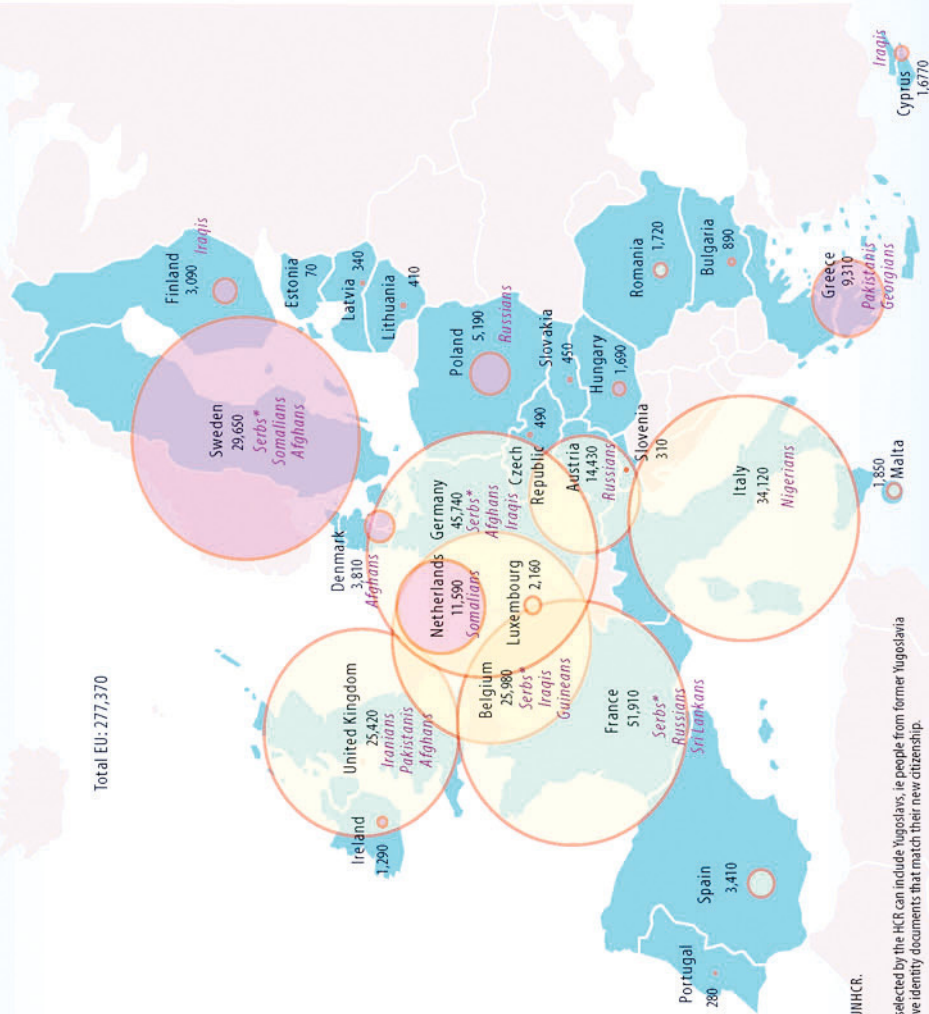 Total EU: 277,370
Finland
3,090
Iraqis
Sweden
29,650
Serbs*
Somalians
Afghans
Estonia
70
Latvia 340
Lithuania
410
Denmark
3,810
Afghans
Ireland
1,290
United Kingdom
25,420
Iranians
Pakistanis
Afghans
Netherlands
11,590
Somalians
Germany
45,740
Serbs*
Afghans
Iraqis
Poland
5,190
Russians
Belgium
25,980
Serbs*
Iraqis
Guineans
Luxembourg
2,160
Czech
Republic
490
Slovakia
450
Austria
14,430
Russians
Hungary
1,690
Slovenia
310
Romania
1,720
Bulgaria
890
France
51,910
Serbs*
Russians
Sri Lankans
Italy
34,120
Nigerians
Greece
9,310
Pakistanis
Georgians
Portugal
280
Spain
3,410
1,850
Malta
Iraqis
Cyprus
1,6770
NHCR.
selected by the HCR can include Yugoslavs, ie people from former Yugoslavia
ve identity documents that match their new citizenship.